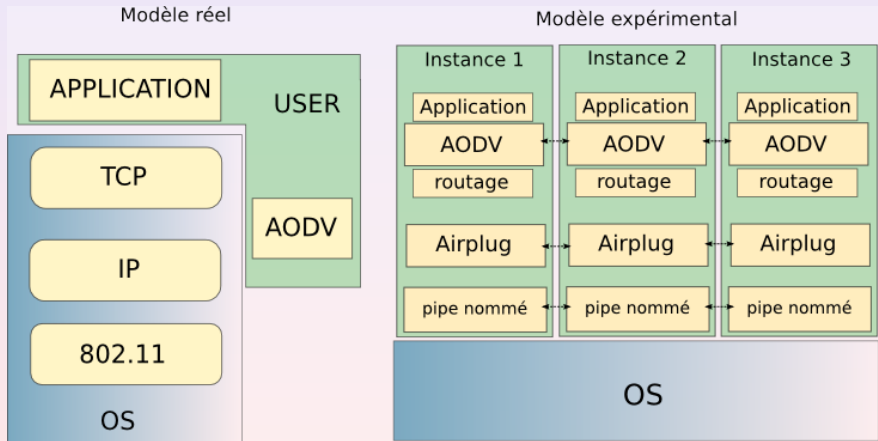 Modèle réel
APPLICATION
USER
TCP
AODV
IP
802.11
OS
Modèle expérimental
Instance 1
Application
AODV
routage
Airplug
pipe nommé
Instance 2
Application
AODV
routage
Airplug
pipe nommé
Instance 3
Application
AODV
routage
Airplug
pipe nommé
OS